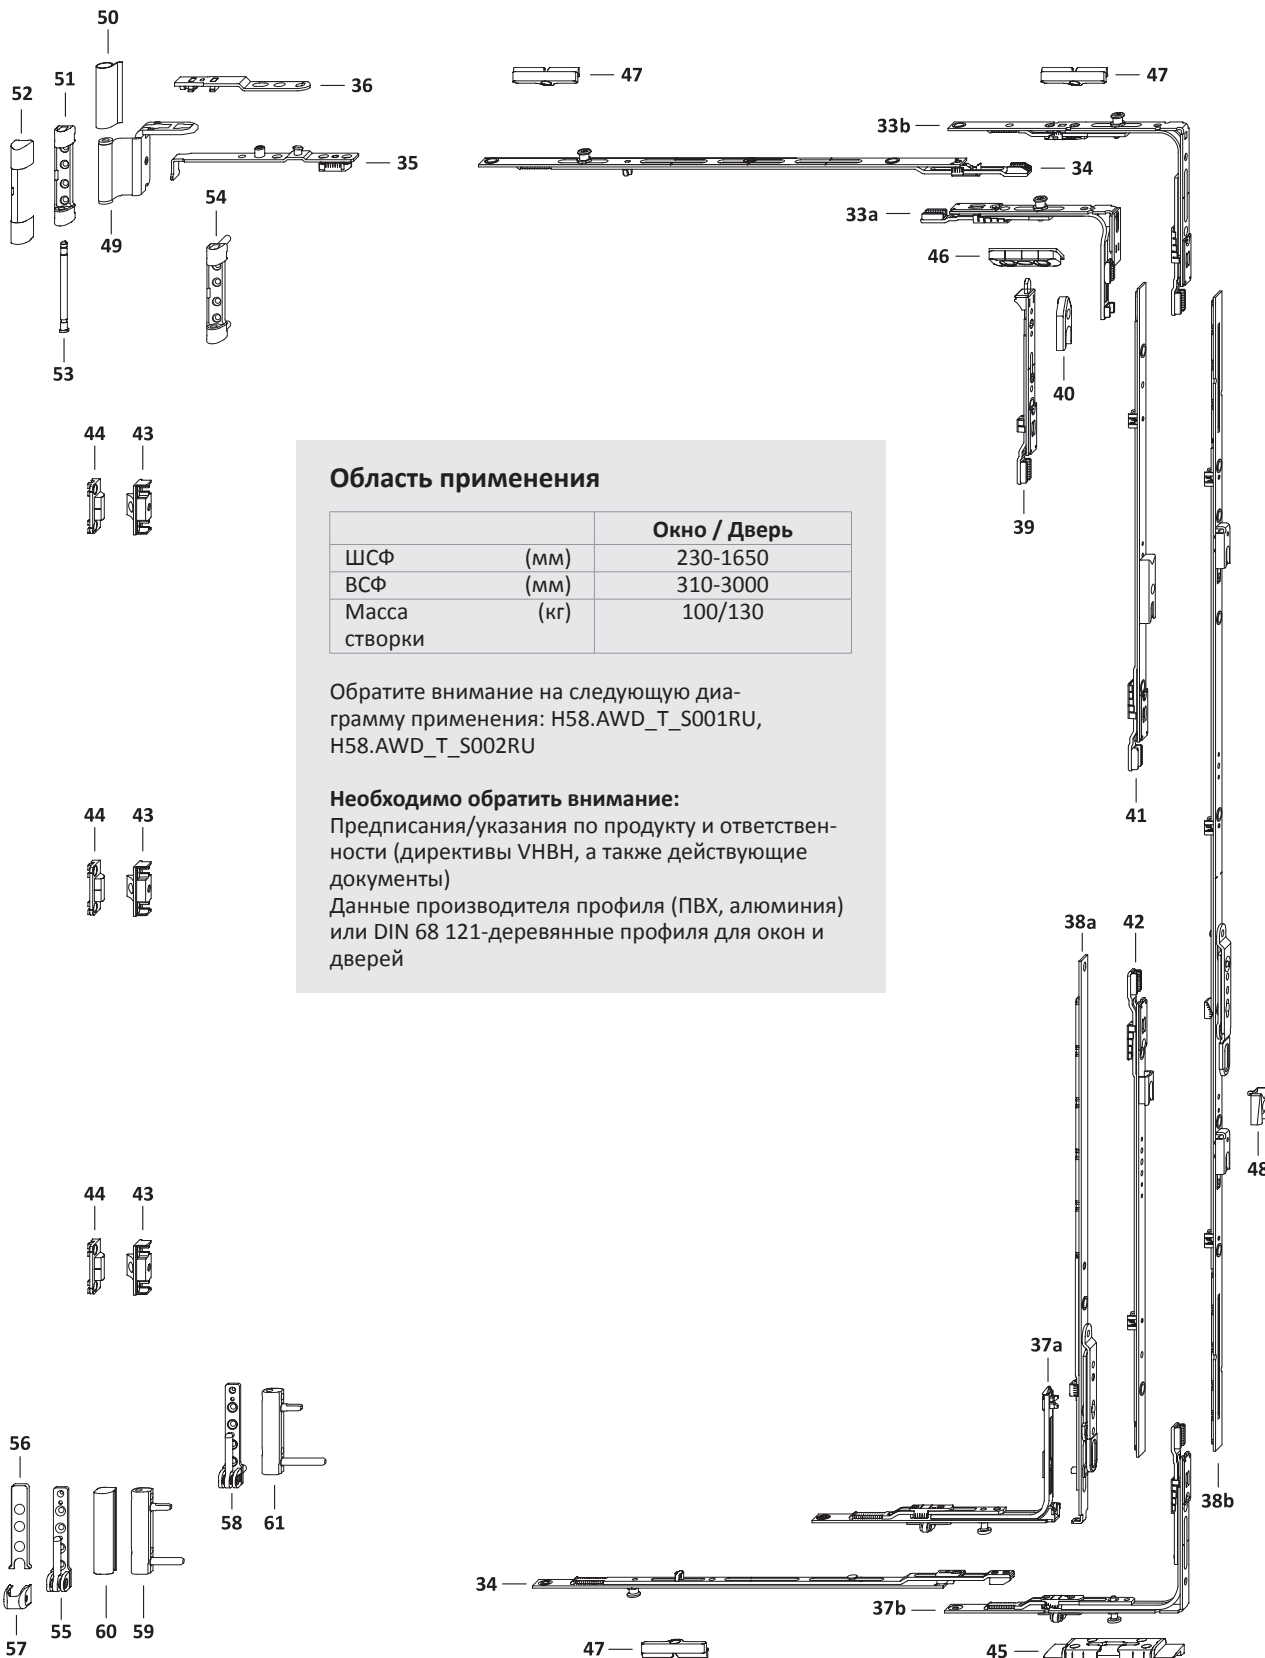 50
51
52
36
47
47
33b
35
34
54
33a
49
46
53
40
44 43
39
Область применения
Окно / Дверь
ШСФ (мм) 230-1650
ВСФ (мм) 310-3000
Масса (кг) 100/130
створки
Обратите внимание на следующую диа-
грамму применения: H58.AWD_T_S001RU,
H58.AWD_T_S002RU
Необходимо обратить внимание:
Предписания/указания по продукту и ответствен-
ности (директивы VHBH, а также действующие
документы)
Данные производителя профиля (ПВХ, алюминия)
или DIN 68 121-деревянные профиля для окон и
дверей
44 43
41
38a 42
48
44 43
37a
56
58 61
38b
34
37b
57 55 60 59
47
45